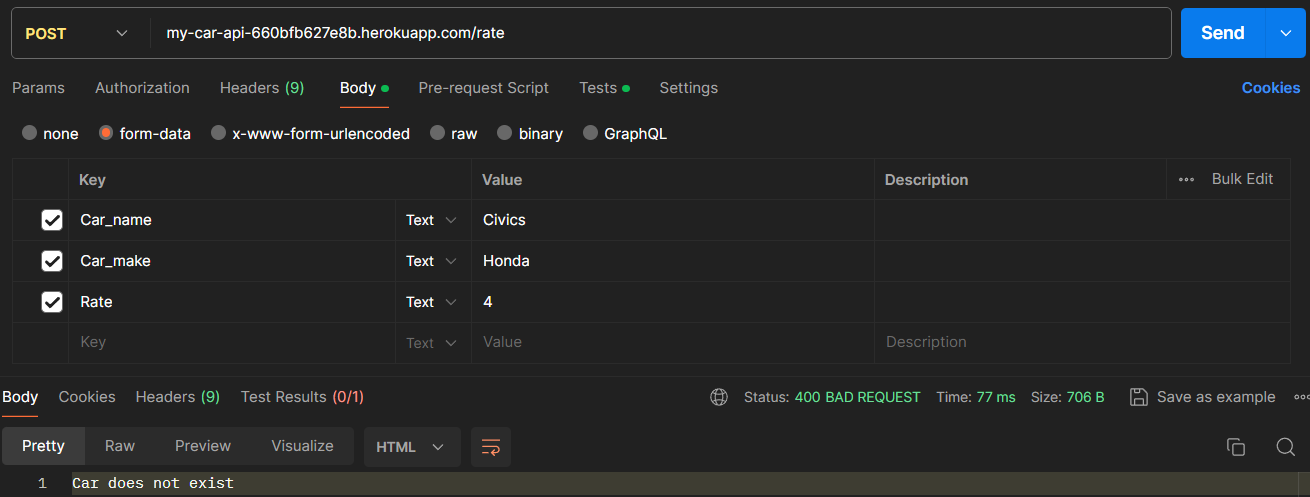 POST my-car-api-660bfb627e8b.herokuapp.com/rate Send
Params Authorization Headers (9) Body Pre-request Script Tests Settings Cookies
none form-data x-www-form-urlencoded raw binary GraphQL
Key Value Description Bulk Edit
Car_name Text Civics
Car_make Text Honda
Rate Text 4
Key Text Value Description
Body Cookies Headers (9) Test Results (0/1) Status: 400 BAD REQUEST Time: 77 ms Size: 706 B Save as example
Pretty Raw Preview Visualize HTML
1 Car does not exist